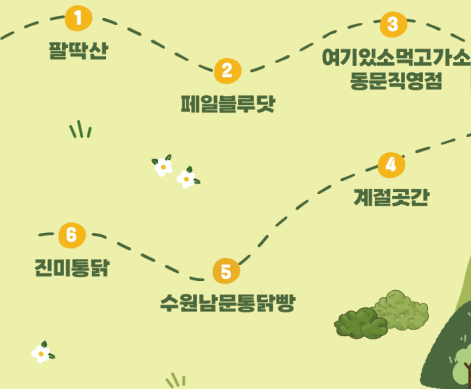 1
팔딱산
2
페일블루닷
3
여기있소먹고가소
동문직영점
4
계절곳간
5
수원남문통닭빵
6
진미통닭